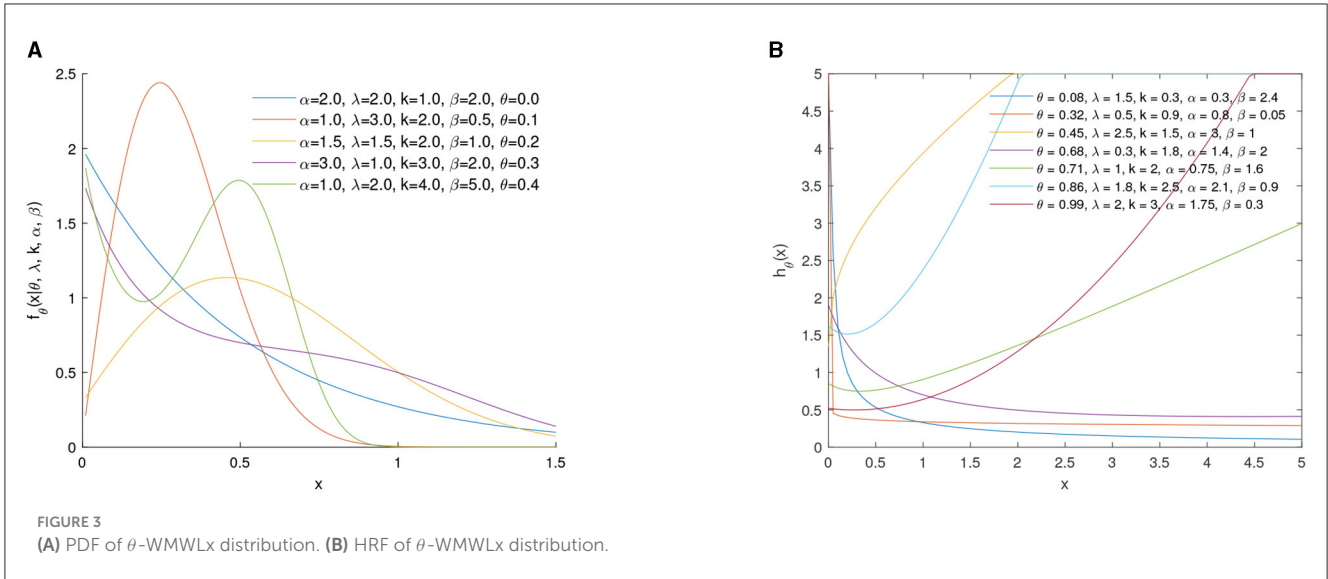 A
2.5
2
1.5
1
0.5
0
0
0.5
1
1.5
x
f_θ(x|θ, λ, k, α, β)
α=2.0, λ=2.0, k=1.0, β=2.0, θ=0.0
α=1.0, λ=3.0, k=2.0, β=0.5, θ=0.1
α=1.5, λ=1.5, k=2.0, β=1.0, θ=0.2
α=3.0, λ=1.0, k=3.0, β=2.0, θ=0.3
α=1.0, λ=2.0, k=4.0, β=5.0, θ=0.4
B
5
4.5
4
3.5
3
2.5
2
1.5
1
0.5
0
0
0.5
1
1.5
2
2.5
3
3.5
4
4.5
5
x
h_θ(x)
θ = 0.08, λ = 1.5, k = 0.3, α = 0.3, β = 2.4
θ = 0.32, λ = 0.5, k = 0.9, α = 0.8, β = 0.05
θ = 0.45, λ = 2.5, k = 1.5, α = 3, β = 1
θ = 0.68, λ = 0.3, k = 1.8, α = 1.4, β = 2
θ = 0.71, λ = 1, k = 2, α = 0.75, β = 1.6
θ = 0.86, λ = 1.8, k = 2.5, α = 2.1, β = 0.9
θ = 0.99, λ = 2, k = 3, α = 1.75, β = 0.3
FIGURE 3
(A) PDF of θ-WMWLx distribution. (B) HRF of θ-WMWLx distribution.